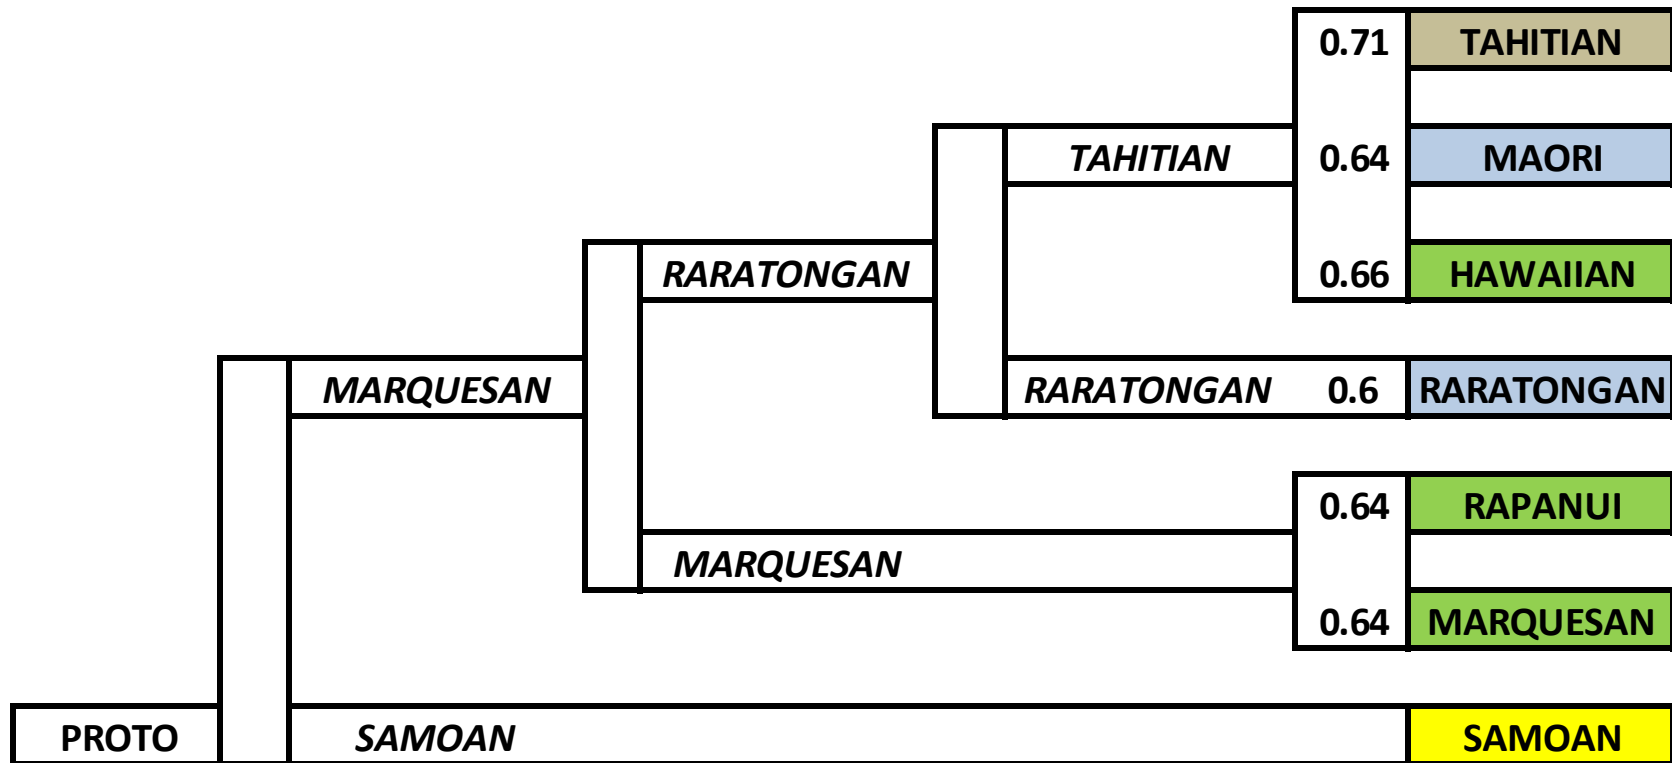 0.71 TAHITIAN
TAHITIAN 0.64 MAORI
RARATONGAN 0.66 HAWAIIAN
MARQUESAN RARATONGAN 0.6 RARATONGAN
0.64 RAPANUI
MARQUESAN
0.64 MARQUESAN
PROTO SAMOAN SAMOAN